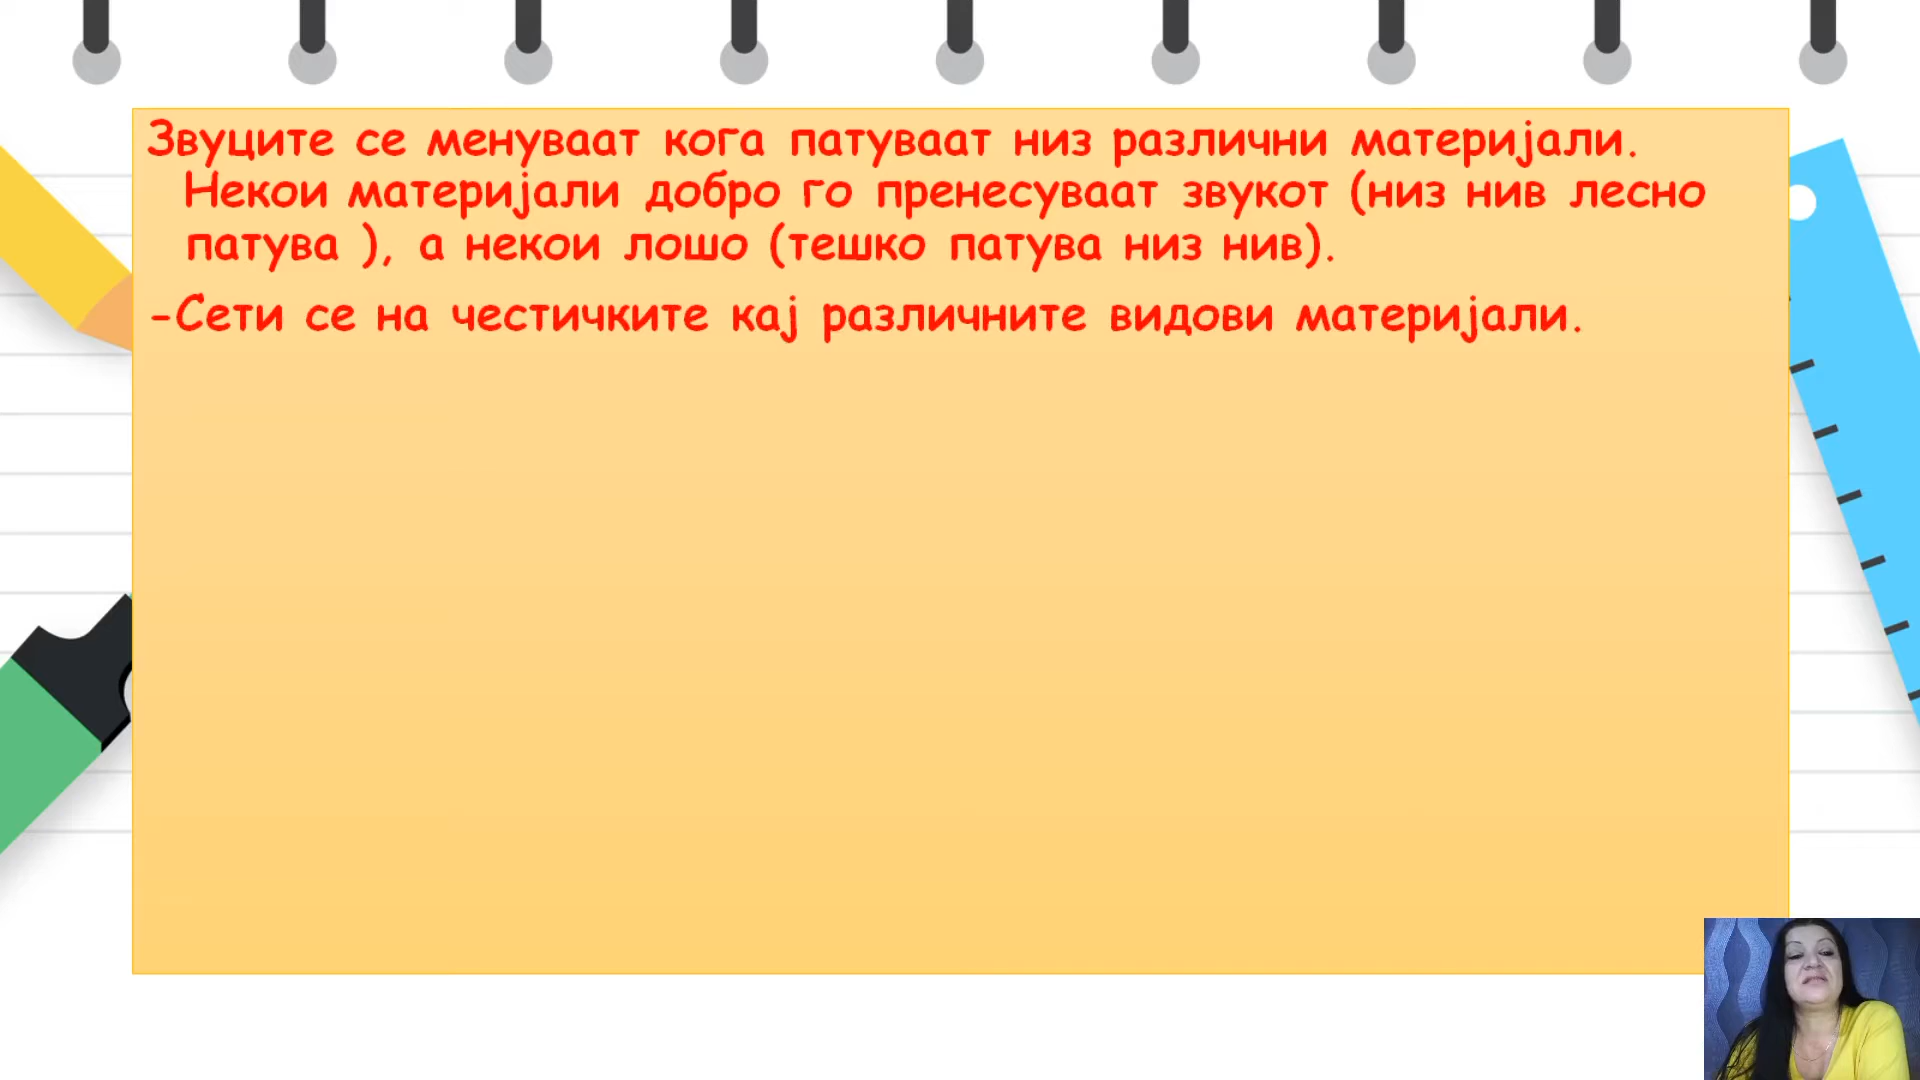 Звуците се менуваат кога патуваат низ различни материјали.
Некои материјали добро го пренесуваат звукот (низ нив лесно
патува ), а некои лошо (тешко патува низ нив).
-Сети се на честичките кај различните видови материјали.